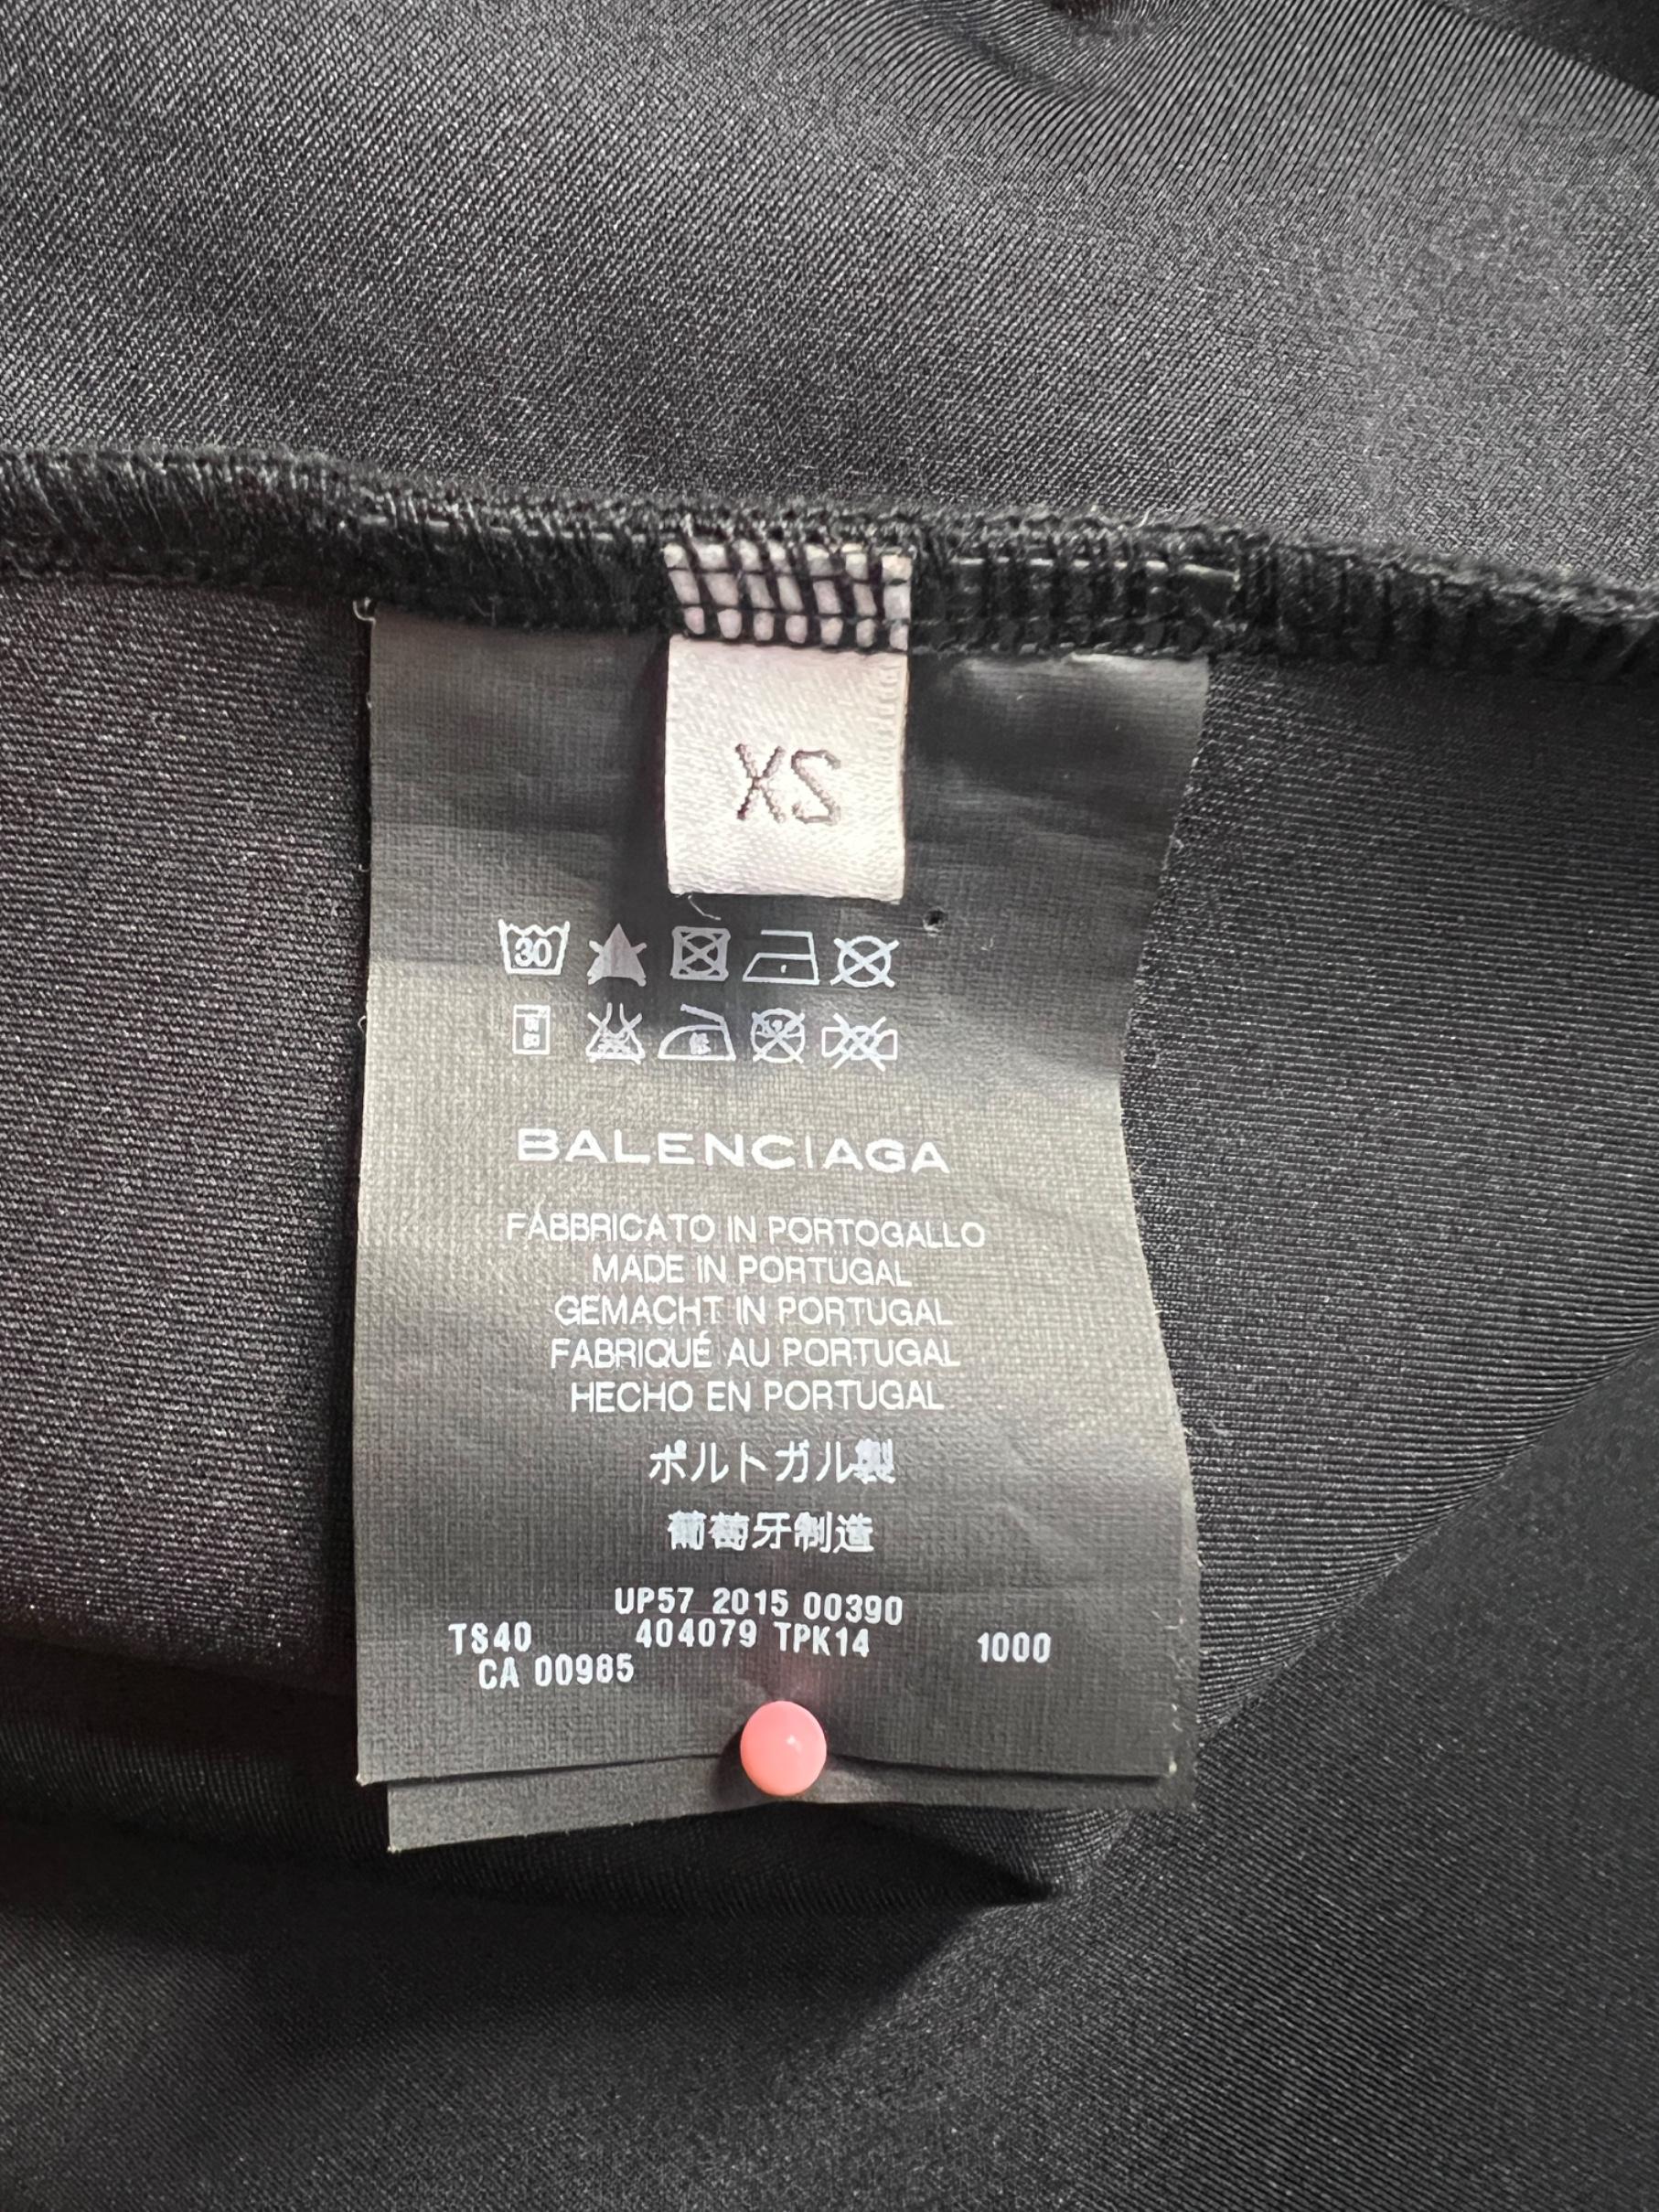 XS
30
BALENCIAGA
FABBRICATO IN PORTOGALLO
MADE IN PORTUGAL
GEMACHT IN PORTUGAL
FABRIQUÉ AU PORTUGAL
HECHO EN PORTUGAL
ポルトガル製
葡萄牙制造
UP57 2015 00390
TS40 404079 TPK14 1000
CA 00985